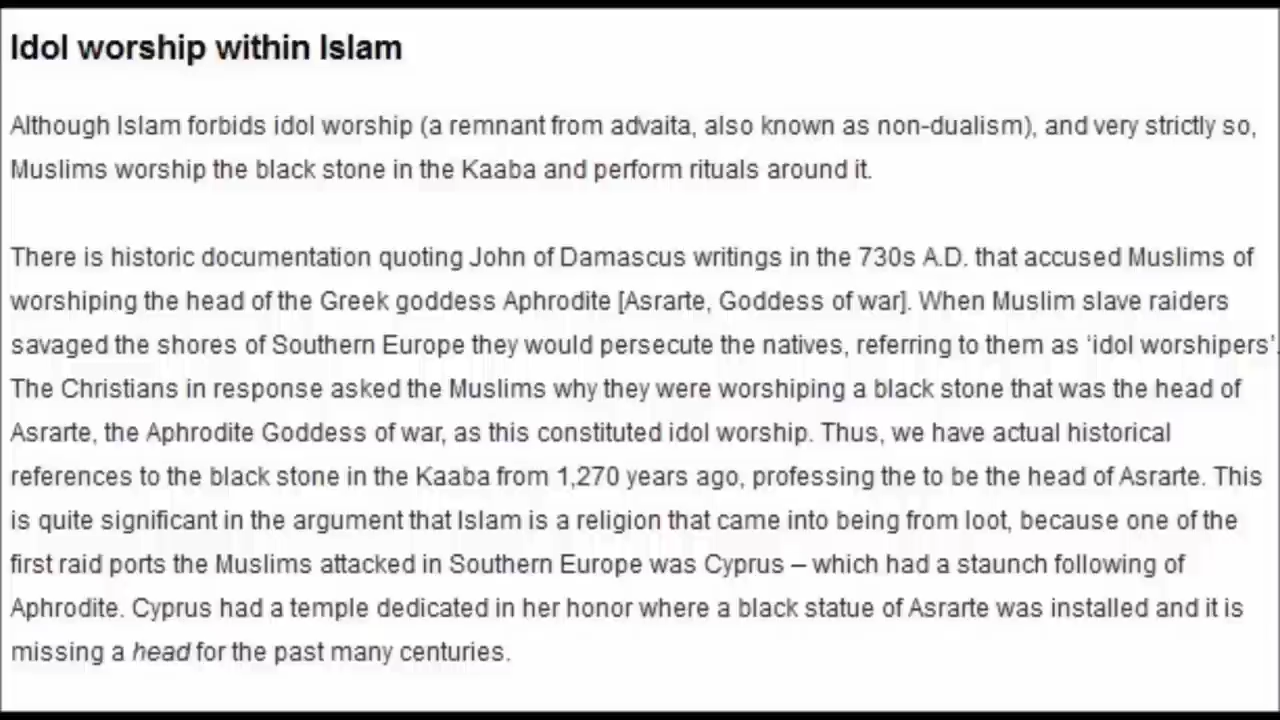 Idol worship within Islam
Although Islam forbids idol worship (a remnant from advaita, also known as non-dualism), and very strictly so,
Muslims worship the black stone in the Kaaba and perform rituals around it.
There is historic documentation quoting John of Damascus writings in the 730s A.D. that accused Muslims of
worshiping the head of the Greek goddess Aphrodite [Asrarte, Goddess of war]. When Muslim slave raiders
savaged the shores of Southern Europe they would persecute the natives, referring to them as ‘idol worshipers’.
The Christians in response asked the Muslims why they were worshiping a black stone that was the head of
Asrarte, the Aphrodite Goddess of war, as this constituted idol worship. Thus, we have actual historical
references to the black stone in the Kaaba from 1,270 years ago, professing the to be the head of Asrarte. This
is quite significant in the argument that Islam is a religion that came into being from loot, because one of the
first raid ports the Muslims attacked in Southern Europe was Cyprus – which had a staunch following of
Aphrodite. Cyprus had a temple dedicated in her honor where a black statue of Asrarte was installed and it is
missing a head for the past many centuries.